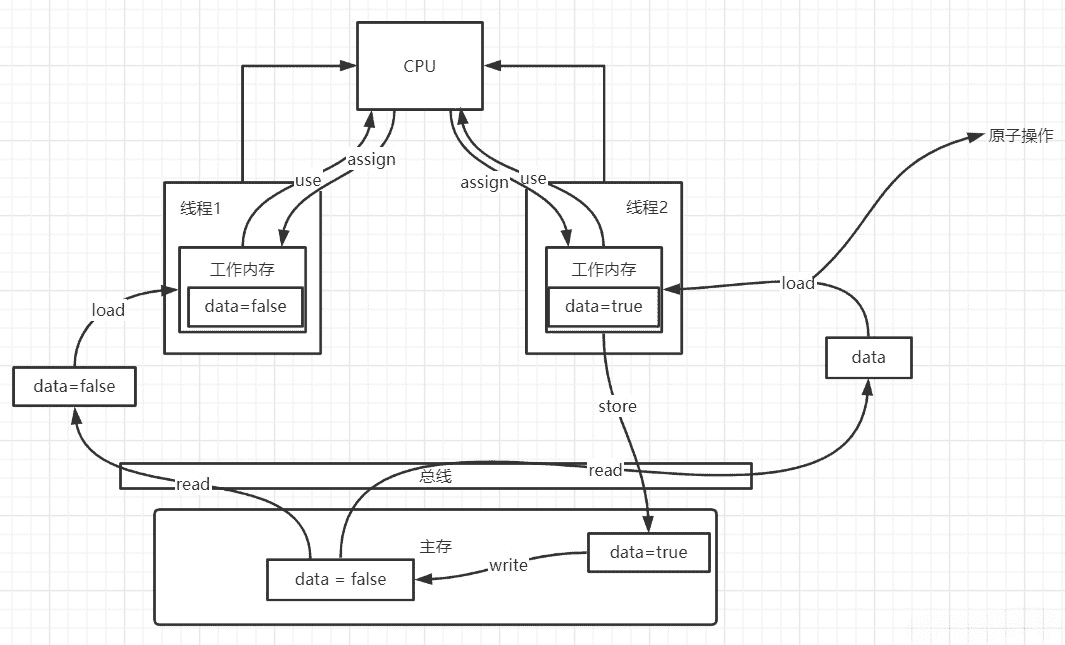 CPU
原子操作
assign
use
assign
use
线程1
线程2
工作内存
data=false
工作内存
data=true
load
load
data=false
data
store
read
总线
read
主存
data=true
write
data = false